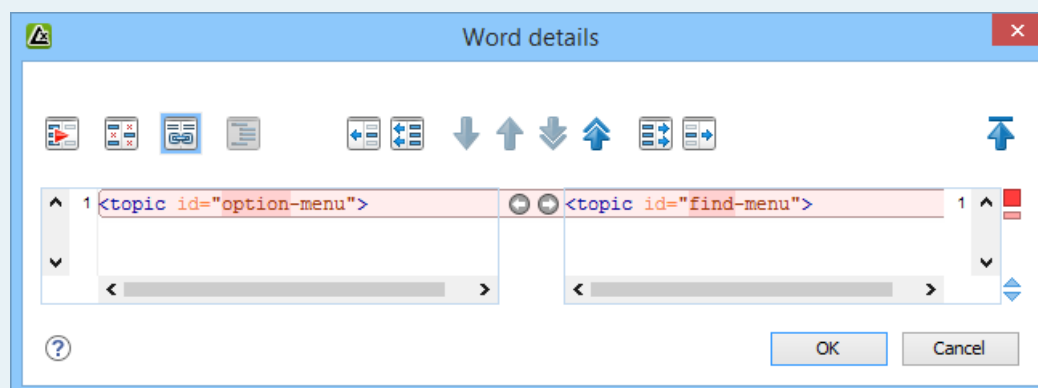 Word details
1 <topic id="option-menu"> <topic id="find-menu"> 1
OK Cancel